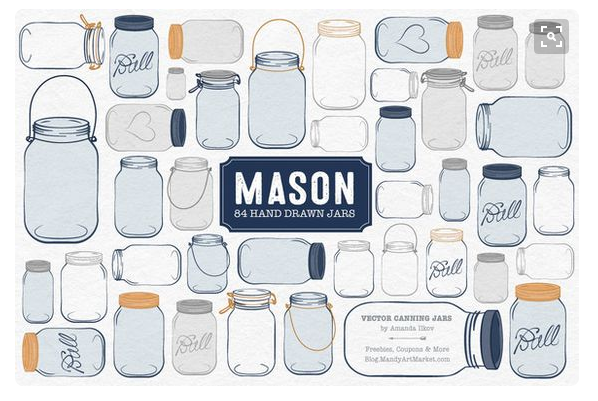 Ball
Ball
MASON
84 HAND DRAWN JARS
Ball
Ball
VECTOR CANNING JARS
by Amanda Ilkov
Freebies, Coupons & More
Blog.MandyArtMarket.com
Ball
Ball
Ball